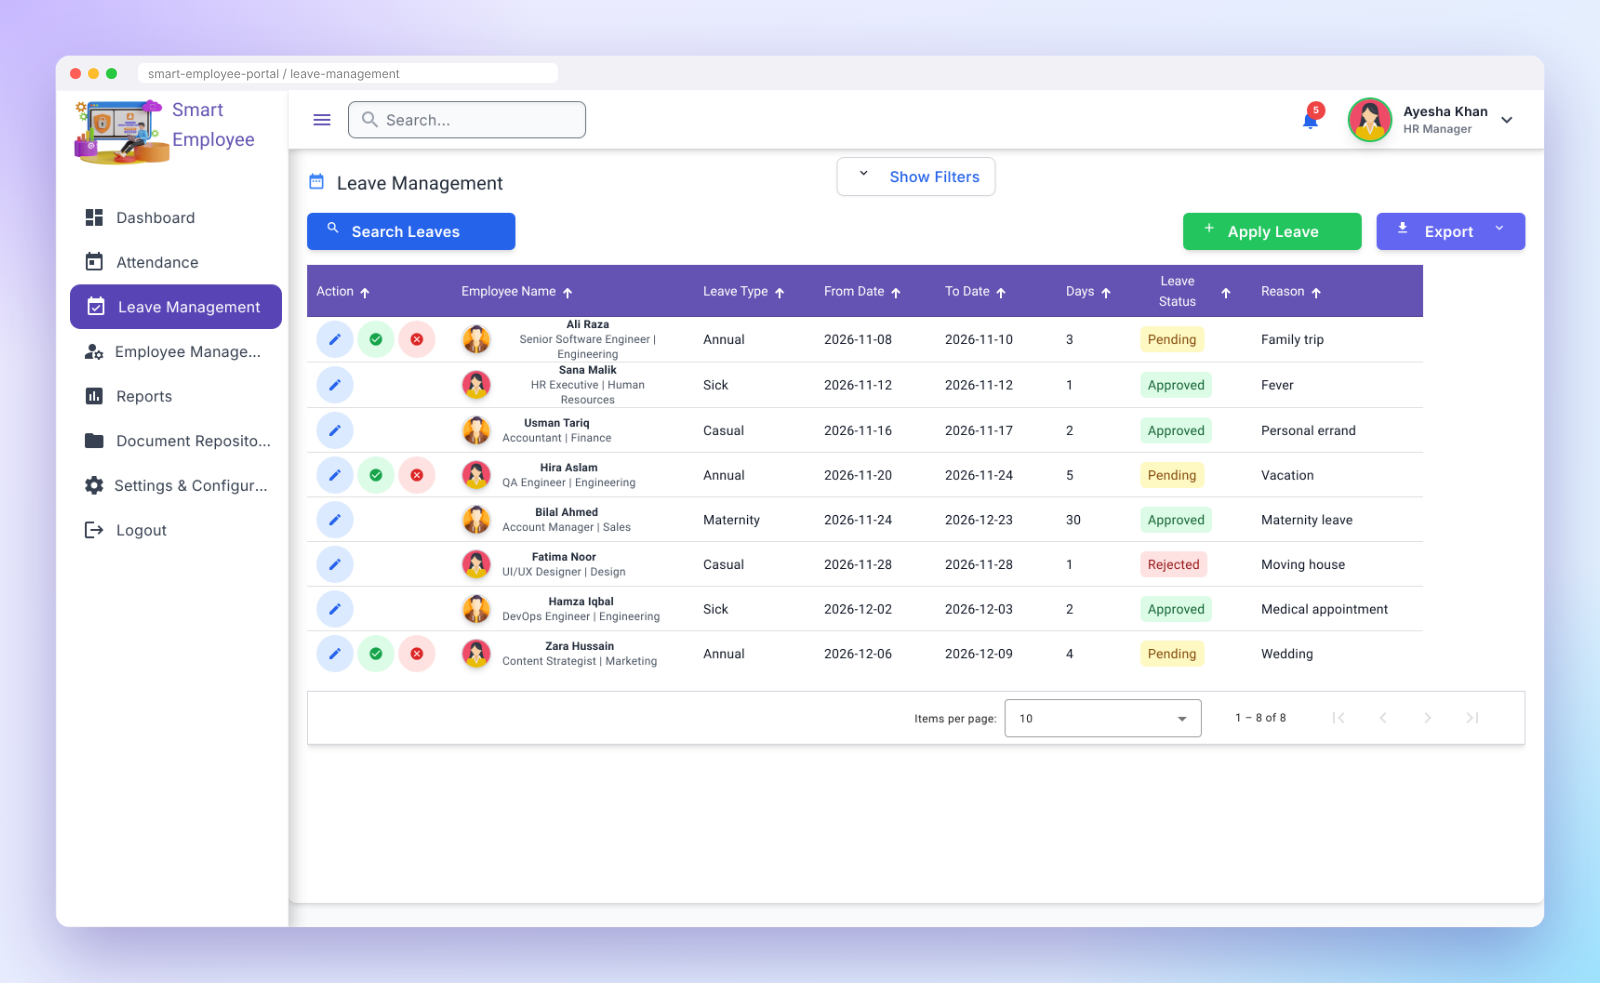 smart-employee-portal / leave-management
Smart
Employee
Search...
5
Ayesha Khan
HR Manager
Dashboard
Attendance
Leave Management
Employee Manage...
Reports
Document Reposito...
Settings & Configur...
Logout
Leave Management
Show Filters
Search Leaves
Apply Leave
Export
Action Employee Name Leave Type From Date To Date Days Leave Status Reason
Ali Raza
Senior Software Engineer |
Engineering
Annual 2026-11-08 2026-11-10 3 Pending Family trip
Sana Malik
HR Executive | Human
Resources
Sick 2026-11-12 2026-11-12 1 Approved Fever
Usman Tariq
Accountant | Finance
Casual 2026-11-16 2026-11-17 2 Approved Personal errand
Hira Aslam
QA Engineer | Engineering
Annual 2026-11-20 2026-11-24 5 Pending Vacation
Bilal Ahmed
Account Manager | Sales
Maternity 2026-11-24 2026-12-23 30 Approved Maternity leave
Fatima Noor
UI/UX Designer | Design
Casual 2026-11-28 2026-11-28 1 Rejected Moving house
Hamza Iqbal
DevOps Engineer | Engineering
Sick 2026-12-02 2026-12-03 2 Approved Medical appointment
Zara Hussain
Content Strategist | Marketing
Annual 2026-12-06 2026-12-09 4 Pending Wedding
Items per page: 10 1 – 8 of 8